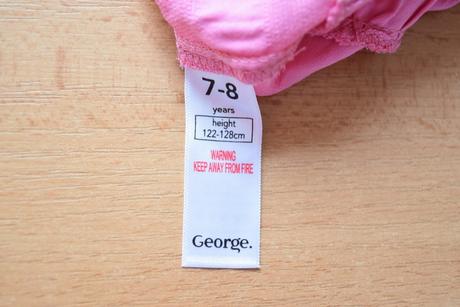 7-8
years
height
122-128cm
WARNING
KEEP AWAY FROM FIRE
George.